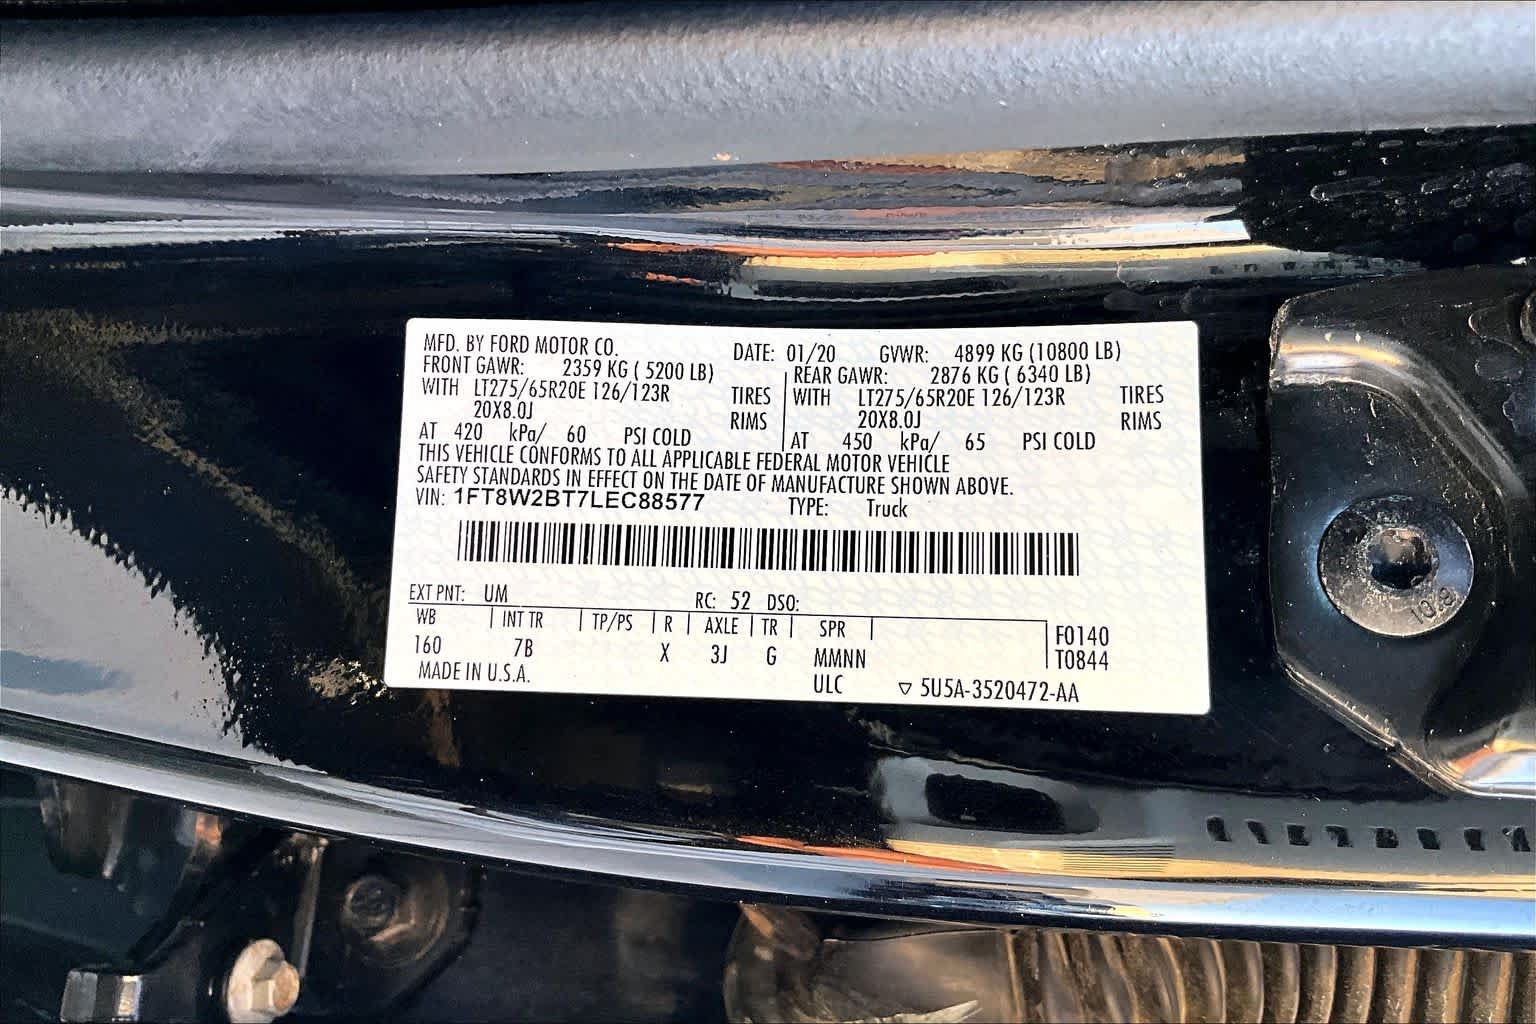 MFD. BY FORD MOTOR CO. DATE: 01/20 GVWR: 4899 KG (10800 LB)
FRONT GAWR: 2359 KG ( 5200 LB) REAR GAWR: 2876 KG ( 6340 LB)
WITH LT275/65R20E 126/123R TIRES WITH LT275/65R20E 126/123R TIRES
20X8.0J RIMS 20X8.0J RIMS
AT 420 kPa/ 60 PSI COLD AT 450 kPa/ 65 PSI COLD
THIS VEHICLE CONFORMS TO ALL APPLICABLE FEDERAL MOTOR VEHICLE
SAFETY STANDARDS IN EFFECT ON THE DATE OF MANUFACTURE SHOWN ABOVE.
VIN: 1FT8W2BT7LEC88577 TYPE: Truck
EXT PNT: UM RC: 52 DSO:
WB INT TR TP/PS R AXLE TR SPR F0140
160 7B X 3J G MMNN T0844
MADE IN U.S.A. ULC ▽ 5U5A-3520472-AA
10.8